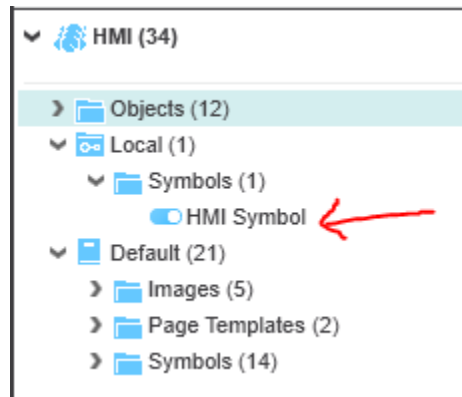 HMI (34)
Objects (12)
Local (1)
Symbols (1)
HMI Symbol
Default (21)
Images (5)
Page Templates (2)
Symbols (14)